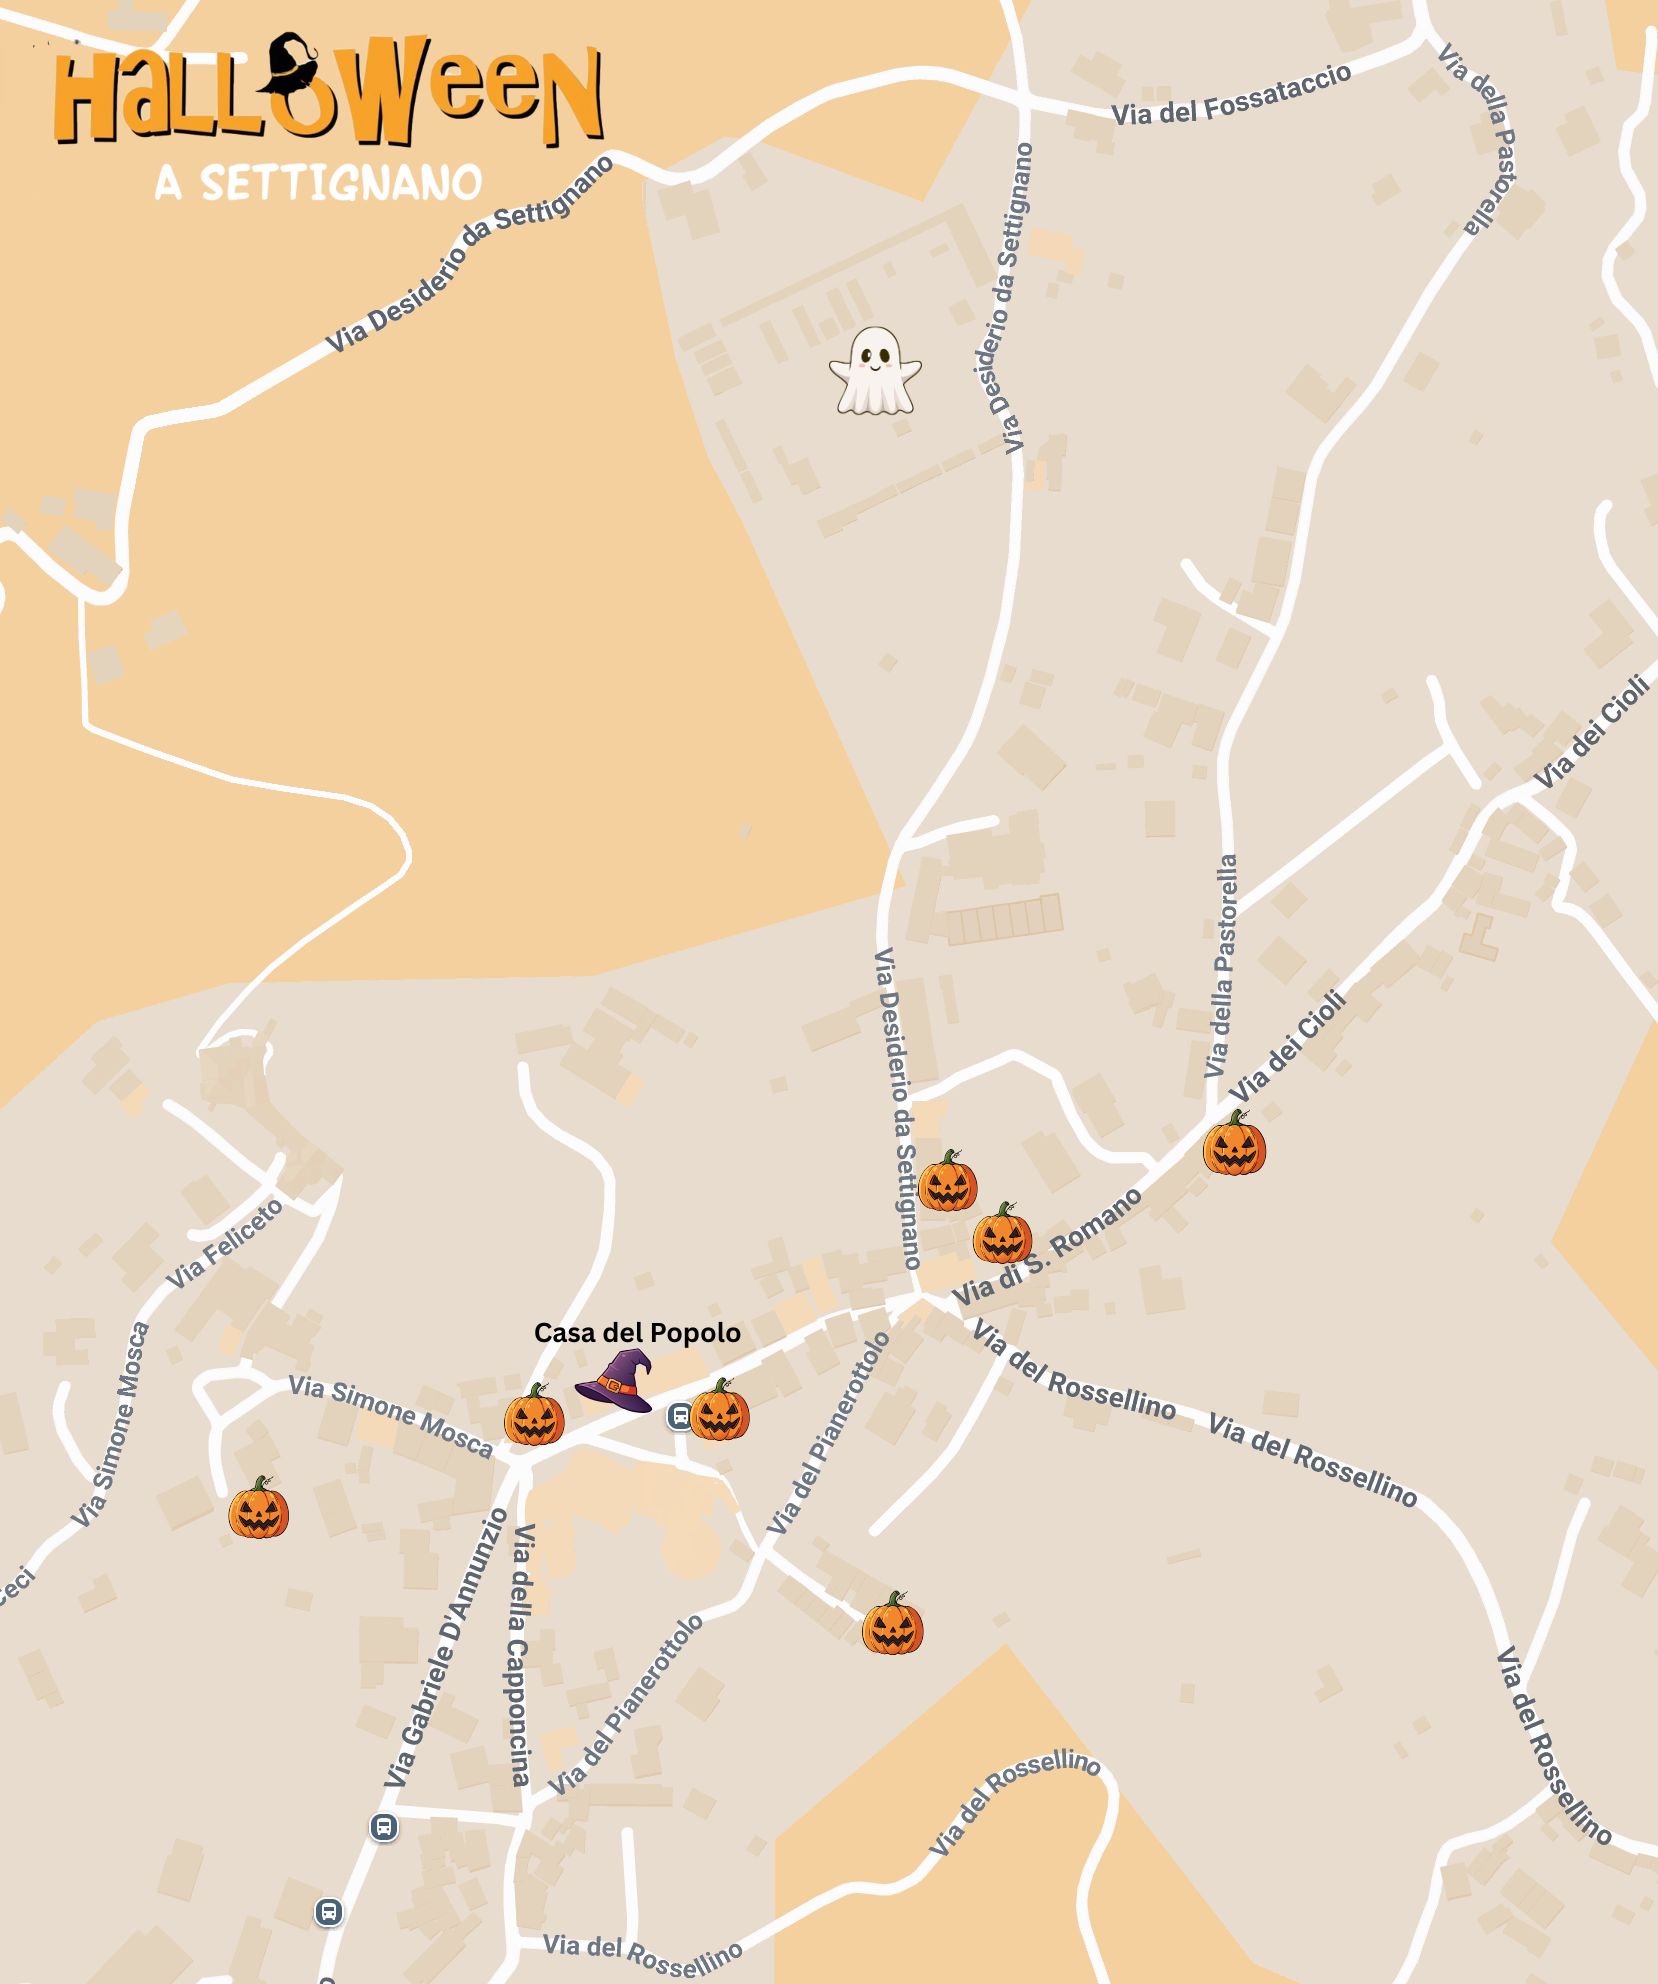 HALLOWEEN
A SETTIGNANO
Via del Fossataccio
Via della Pastorella
Via Desiderio da Settignano
Via Desiderio da Settignano
Via dei Cioli
Via della Pastorella
Via Desiderio da Settignano
Via dei Cioli
Via Feliceto
Via di S. Romano
Casa del Popolo
Via Simone Mosca
Via Simone Mosca
Via del Pianerottolo
Via del Rossellino
Via del Rossellino
Via Gabriele D'Annunzio
Via della Capponcina
Via del Pianerottolo
Via del Rossellino
Via del Rossellino
Via del Rossellino